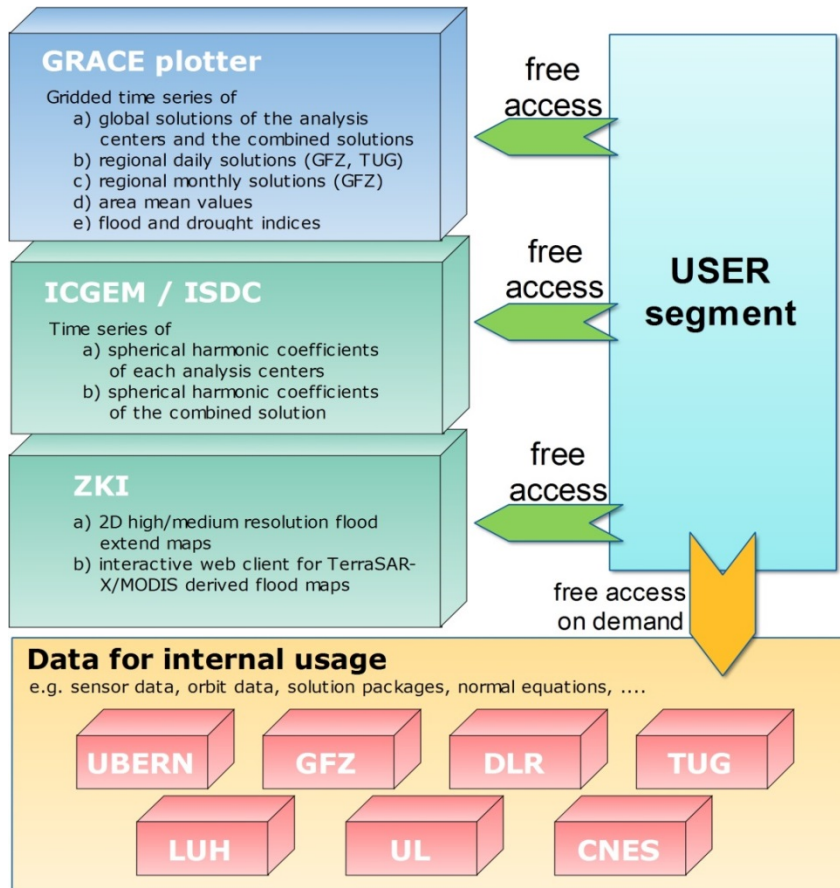 GRACE plotter
Gridded time series of
a) global solutions of the analysis
centers and the combined solutions
b) regional daily solutions (GFZ, TUG)
c) regional monthly solutions (GFZ)
d) area mean values
e) flood and drought indices
free
access
ICGEM / ISDC
Time series of
a) spherical harmonic coefficients
of each analysis centers
b) spherical harmonic coefficients
of the combined solution
free
access
USER
segment
ZKI
a) 2D high/medium resolution flood
extend maps
b) interactive web client for TerraSAR-
X/MODIS derived flood maps
free
access
free access
on demand
Data for internal usage
e.g. sensor data, orbit data, solution packages, normal equations, ....
UBERN
GFZ
DLR
TUG
LUH
UL
CNES